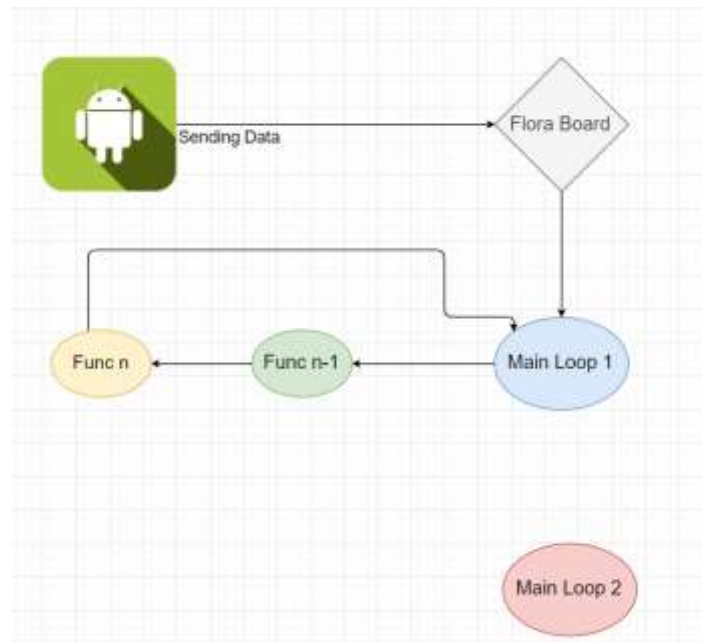 Sending Data
Flora Board
Func n
Func n-1
Main Loop 1
Main Loop 2